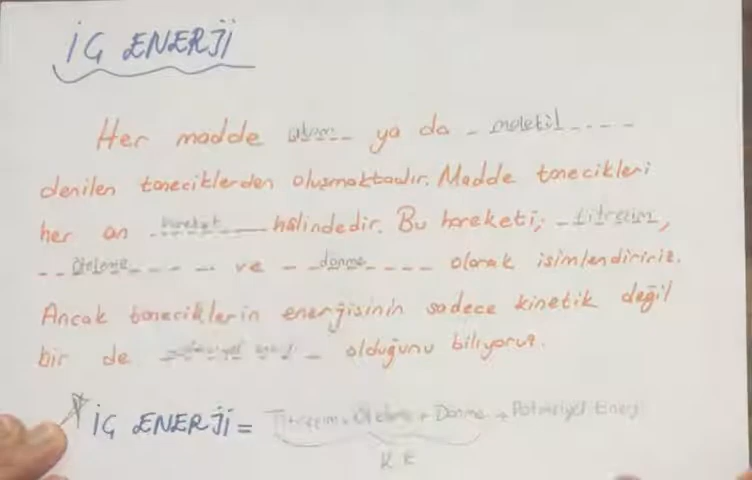 İÇ ENERJİ
Her madde atom ya da molekül
denilen taneciklerden oluşmaktadır. Madde tanecikleri
her an hareket halindedir. Bu hareketi; titreşim,
öteleme ve dönme olarak isimlendiririz.
Ancak taneciklerin enerjisinin sadece kinetik değil
bir de potansiyel enerji olduğunu biliyoruz.
İÇ ENERJİ = Titreşim + Öteleme + Dönme + Potansiyel Enerji
K E